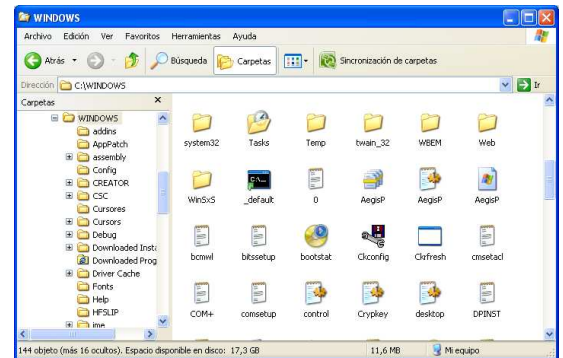 WINDOWS
Archivo Edición Ver Favoritos Herramientas Ayuda
Atrás Búsqueda Carpetas Sincronización de carpetas
Dirección C:\WINDOWS Ir
Carpetas
WINDOWS
addins
AppPatch
assembly
Config
CREATOR
CSC
Cursores
Cursors
Debug
Downloaded Insta
Downloaded Prog
Driver Cache
Fonts
Help
HFSLIP
ime
system32 Tasks Temp twain_32 WBEM Web
WinSxS _default 0 AegisP AegisP AegisP
bcmwl bitssetup bootstat Ckconfig Ckrfresh cmsetacl
COM+ comsetup control Crypkey desktop DPINST
144 objeto (más 16 ocultos). Espacio disponible en disco: 17,3 GB 11,6 MB Mi equipo